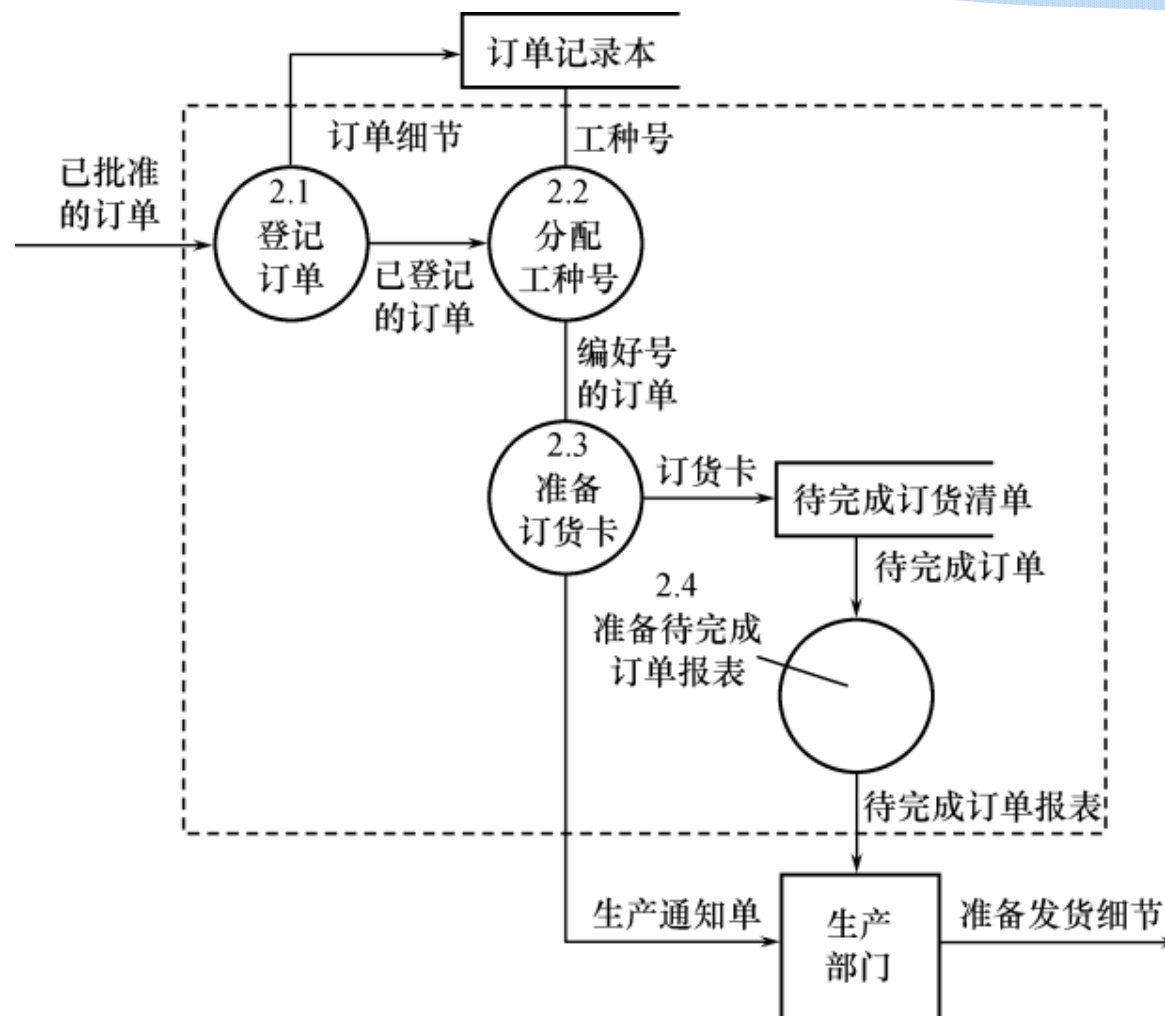 订单记录本
订单细节
工种号
已批准
的订单
2.1
登记
订单
2.2
分配
工种号
已登记
的订单
编好号
的订单
2.3
准备
订货卡
订货卡
待完成订货清单
待完成订单
2.4
准备待完成
订单报表
待完成订单报表
生产通知单
生产
部门
准备发货细节